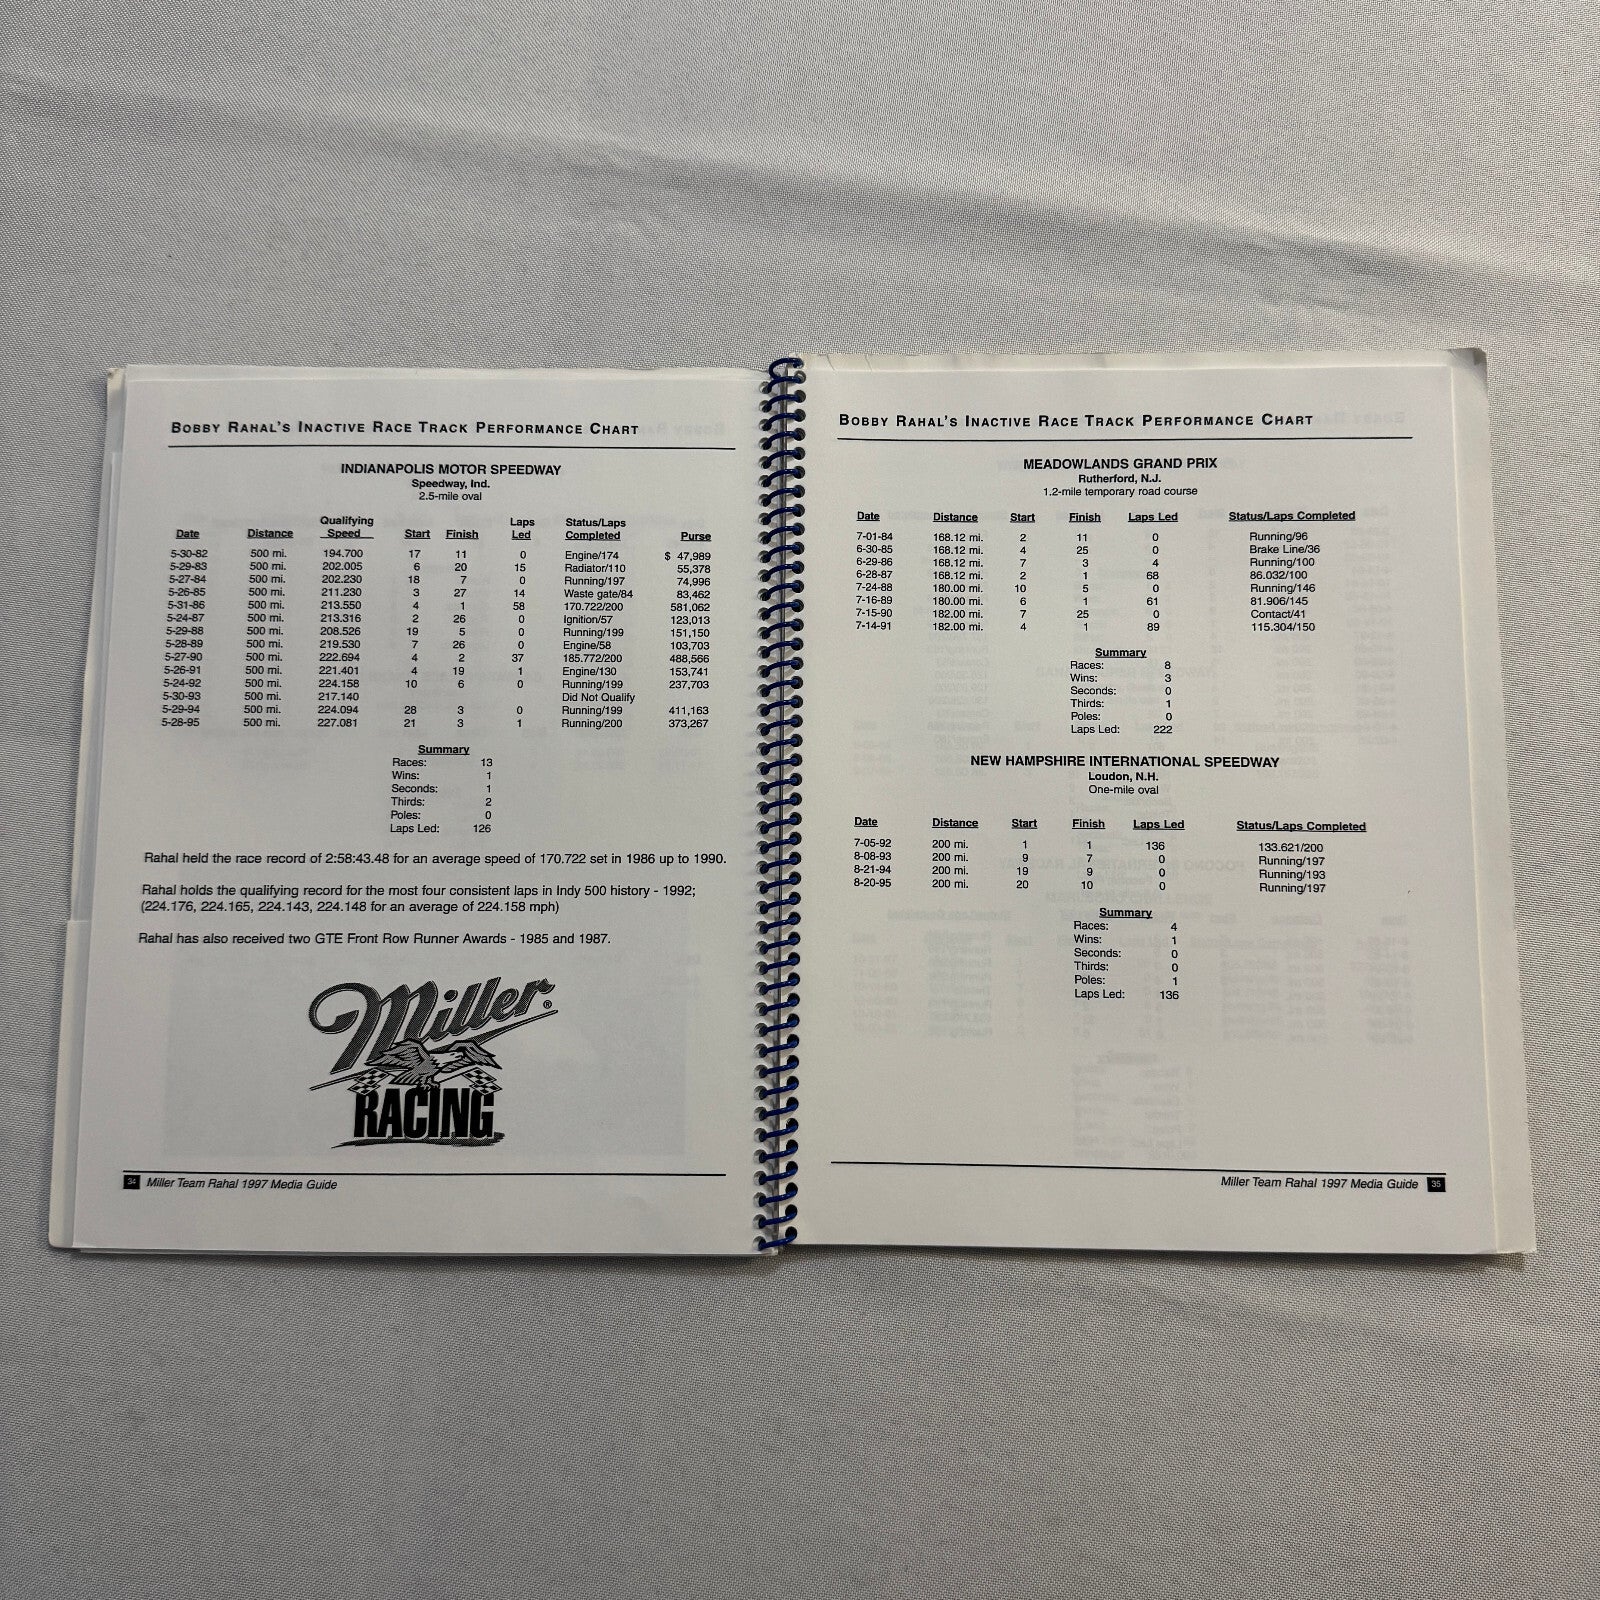 BOBBY RAHAL'S INACTIVE RACE TRACK PERFORMANCE CHART
INDIANAPOLIS MOTOR SPEEDWAY
Speedway, Ind.
2.5-mile oval
Date Distance Qualifying Speed Start Finish Laps Led Status/Laps Completed Purse
5-30-82 500 mi. 194.700 17 11 0 Engine/174 $ 47,989
5-29-83 500 mi. 202.005 6 20 15 Radiator/110 55,378
5-27-84 500 mi. 202.230 18 7 0 Running/197 74,996
5-26-85 500 mi. 211.230 3 27 14 Waste gate/84 83,462
5-31-86 500 mi. 213.550 4 1 58 170.722/200 581,062
5-24-87 500 mi. 213.316 2 26 0 Ignition/57 123,013
5-29-88 500 mi. 208.526 19 5 0 Running/199 151,150
5-28-89 500 mi. 219.530 7 26 0 Engine/58 103,703
5-27-90 500 mi. 222.694 4 2 37 185.772/200 488,566
5-26-91 500 mi. 221.401 4 19 1 Engine/130 153,741
5-24-92 500 mi. 224.158 10 6 0 Running/199 237,703
5-30-93 500 mi. 217.140 Did Not Qualify
5-29-94 500 mi. 224.094 28 3 0 Running/199 411,163
5-28-95 500 mi. 227.081 21 3 1 Running/200 373,267
Summary
Races: 13
Wins: 1
Seconds: 1
Thirds: 2
Poles: 0
Laps Led: 126
Rahal held the race record of 2:58:43.48 for an average speed of 170.722 set in 1986 up to 1990.
Rahal holds the qualifying record for the most four consistent laps in Indy 500 history - 1992;
(224.176, 224.165, 224.143, 224.148 for an average of 224.158 mph)
Rahal has also received two GTE Front Row Runner Awards - 1985 and 1987.
Miller®
RACING
34 Miller Team Rahal 1997 Media Guide
BOBBY RAHAL'S INACTIVE RACE TRACK PERFORMANCE CHART
MEADOWLANDS GRAND PRIX
Rutherford, N.J.
1.2-mile temporary road course
Date Distance Start Finish Laps Led Status/Laps Completed
7-01-84 168.12 mi. 2 11 0 Running/96
6-30-85 168.12 mi. 4 25 0 Brake Line/36
6-29-86 168.12 mi. 7 3 4 Running/100
6-28-87 168.12 mi. 2 1 68 86.032/100
7-24-88 180.00 mi. 10 5 0 Running/146
7-16-89 180.00 mi. 6 1 61 81.906/145
7-15-90 182.00 mi. 7 25 0 Contact/41
7-14-91 182.00 mi. 4 1 89 115.304/150
Summary
Races: 8
Wins: 3
Seconds: 0
Thirds: 1
Poles: 0
Laps Led: 222
NEW HAMPSHIRE INTERNATIONAL SPEEDWAY
Loudon, N.H.
One-mile oval
Date Distance Start Finish Laps Led Status/Laps Completed
7-05-92 200 mi. 1 1 136 133.621/200
8-08-93 200 mi. 9 7 0 Running/197
8-21-94 200 mi. 19 9 0 Running/193
8-20-95 200 mi. 20 10 0 Running/197
Summary
Races: 4
Wins: 1
Seconds: 0
Thirds: 0
Poles: 1
Laps Led: 136
Miller Team Rahal 1997 Media Guide 35